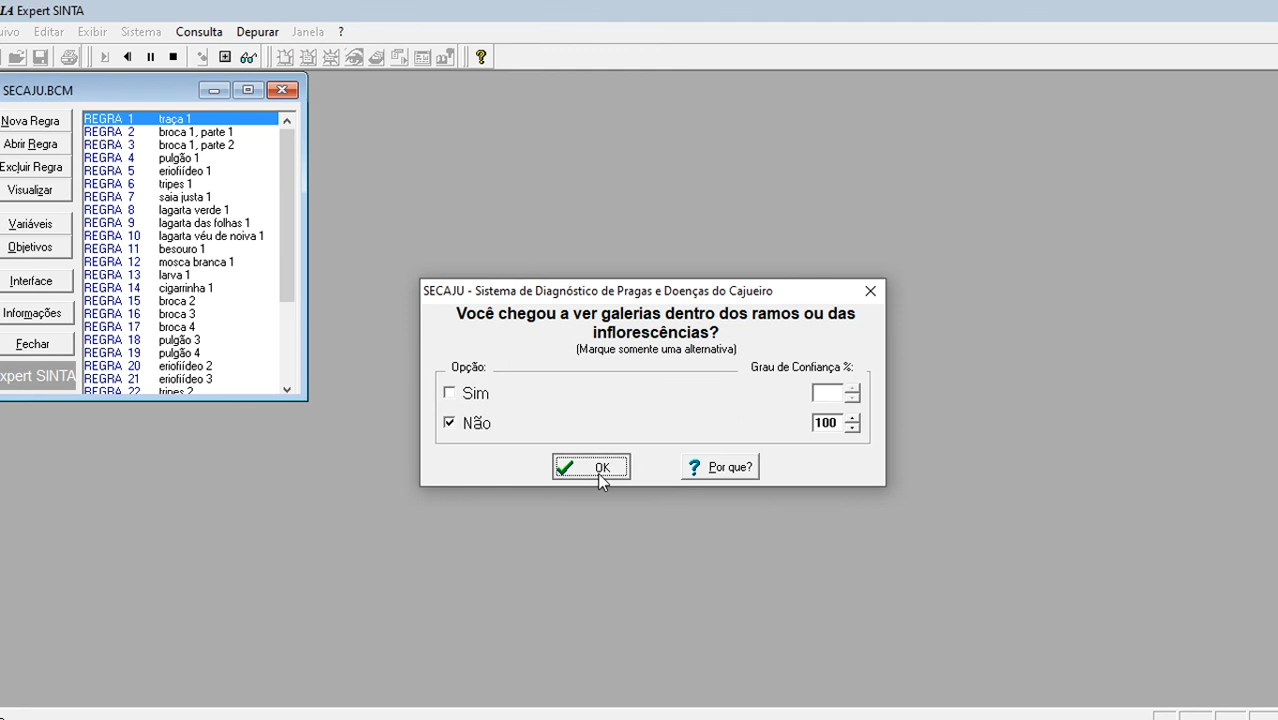 LA Expert SINTA
uivo Editar Exibir Sistema Consulta Depurar Janela ?
SECAJU.BCM
Nova Regra
Abrir Regra
Excluir Regra
Visualizar
Variáveis
Objetivos
Interface
Informações
Fechar
xpert SINTA
REGRA 1 traça 1
REGRA 2 broca 1, parte 1
REGRA 3 broca 1, parte 2
REGRA 4 pulgão 1
REGRA 5 eriofiídeo 1
REGRA 6 tripes 1
REGRA 7 saia justa 1
REGRA 8 lagarta verde 1
REGRA 9 lagarta das folhas 1
REGRA 10 lagarta véu de noiva 1
REGRA 11 besouro 1
REGRA 12 mosca branca 1
REGRA 13 larva 1
REGRA 14 cigarrinha 1
REGRA 15 broca 2
REGRA 16 broca 3
REGRA 17 broca 4
REGRA 18 pulgão 3
REGRA 19 pulgão 4
REGRA 20 eriofiídeo 2
REGRA 21 eriofiídeo 3
REGRA 22 tripes 2
SECAJU - Sistema de Diagnóstico de Pragas e Doenças do Cajueiro
Você chegou a ver galerias dentro dos ramos ou das
inflorescências?
(Marque somente uma alternativa)
Opção: Grau de Confiança %:
Sim
Não 100
OK ? Por que?